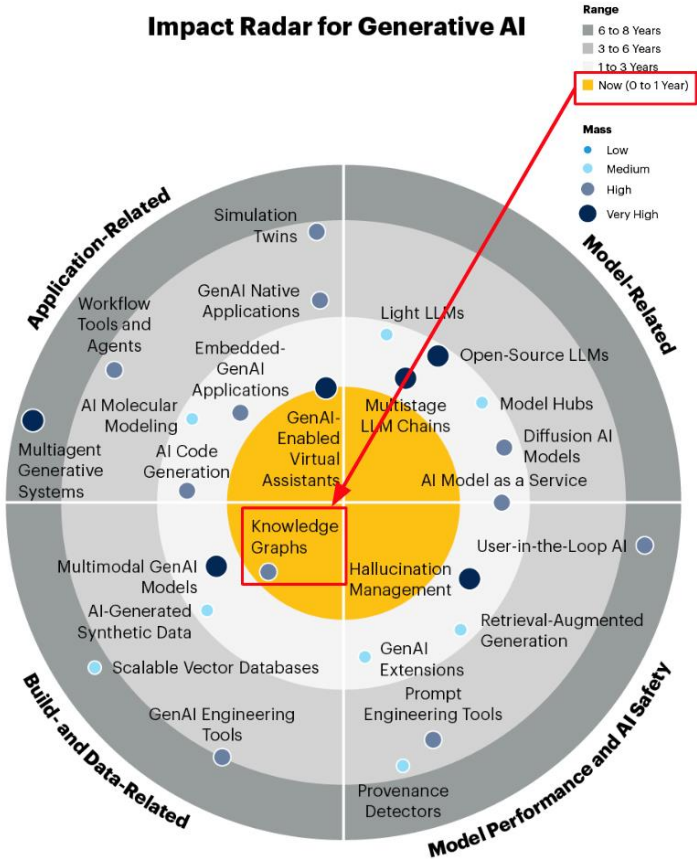 Impact Radar for Generative AI
Range
6 to 8 Years
3 to 6 Years
1 to 3 Years
Now (0 to 1 Year)
Mass
Low
Medium
High
Very High
Application-Related
Model-Related
Simulation
Twins
GenAI Native
Applications
Workflow
Tools and
Agents
Embedded-
GenAI
Applications
AI Molecular
Modeling
Multiagent
Generative
Systems
AI Code
Generation
GenAI-
Enabled
Virtual
Assistants
Light LLMs
Open-Source LLMs
Multistage
LLM Chains
Model Hubs
Diffusion AI
Models
AI Model as a Service
Knowledge
Graphs
Multimodal GenAI
Models
AI-Generated
Synthetic Data
Scalable Vector Databases
GenAI Engineering
Tools
User-in-the-Loop AI
Hallucination
Management
Retrieval-Augmented
Generation
GenAI
Extensions
Prompt
Engineering Tools
Provenance
Detectors
Build- and Data-Related
Model Performance and AI Safety